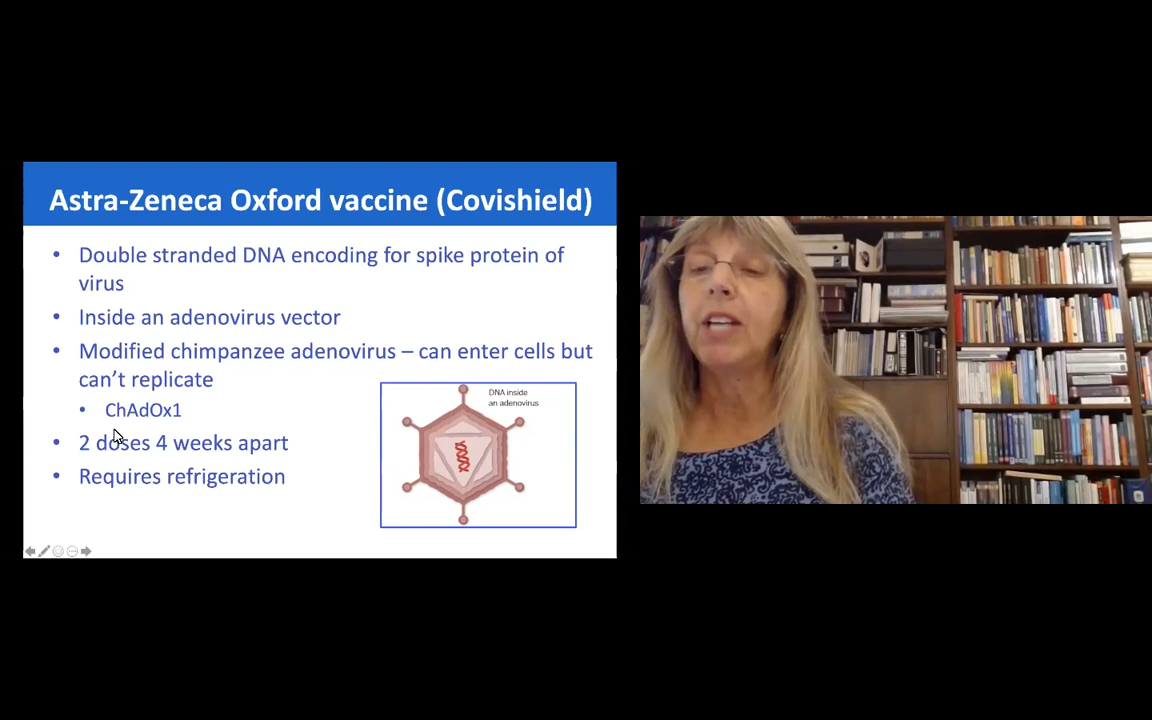 Astra-Zeneca Oxford vaccine (Covishield)
• Double stranded DNA encoding for spike protein of
virus
• Inside an adenovirus vector
• Modified chimpanzee adenovirus – can enter cells but
can't replicate
• ChAdOx1
• 2 doses 4 weeks apart
• Requires refrigeration
DNA inside
an adenovirus